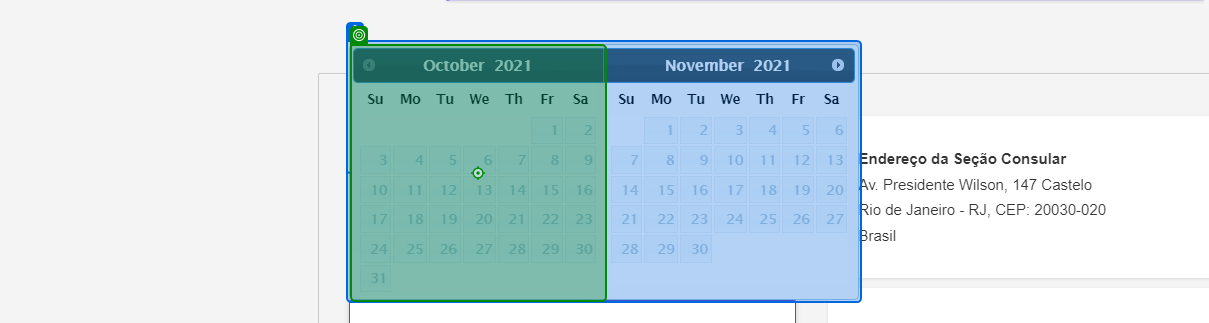 October 2021
Su Mo Tu We Th Fr Sa
1 2
3 4 5 6 7 8 9
10 11 12 13 14 15 16
17 18 19 20 21 22 23
24 25 26 27 28 29 30
31
November 2021
Su Mo Tu We Th Fr Sa
1 2 3 4 5 6
7 8 9 10 11 12 13
14 15 16 17 18 19 20
21 22 23 24 25 26 27
28 29 30
Endereço da Seção Consular
Av. Presidente Wilson, 147 Castelo
Rio de Janeiro - RJ, CEP: 20030-020
Brasil